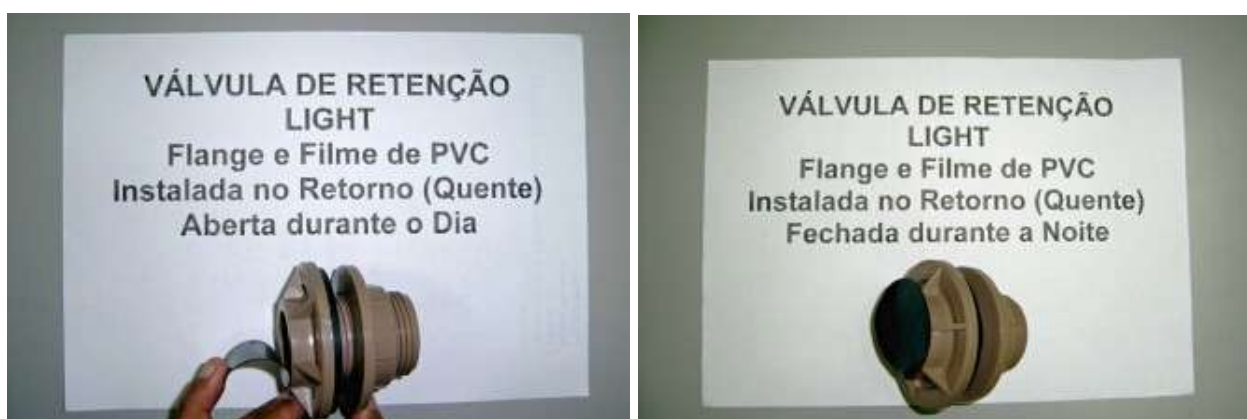 VÁLVULA DE RETENÇÃO
LIGHT
Flange e Filme de PVC
Instalada no Retorno (Quente)
Aberta durante o Dia
VÁLVULA DE RETENÇÃO
LIGHT
Flange e Filme de PVC
Instalada no Retorno (Quente)
Fechada durante a Noite